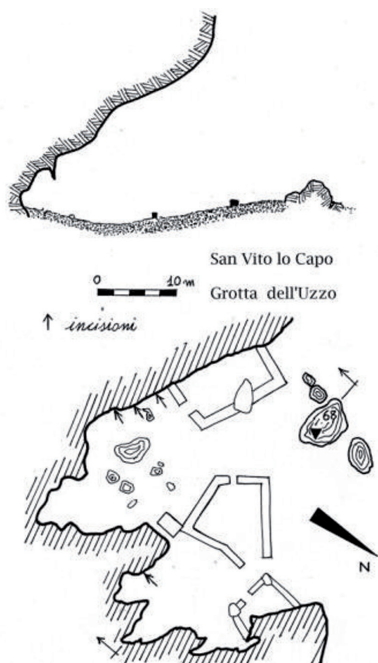 San Vito lo Capo
0 10 m
Grotta dell'Uzzo
incisioni
68
N